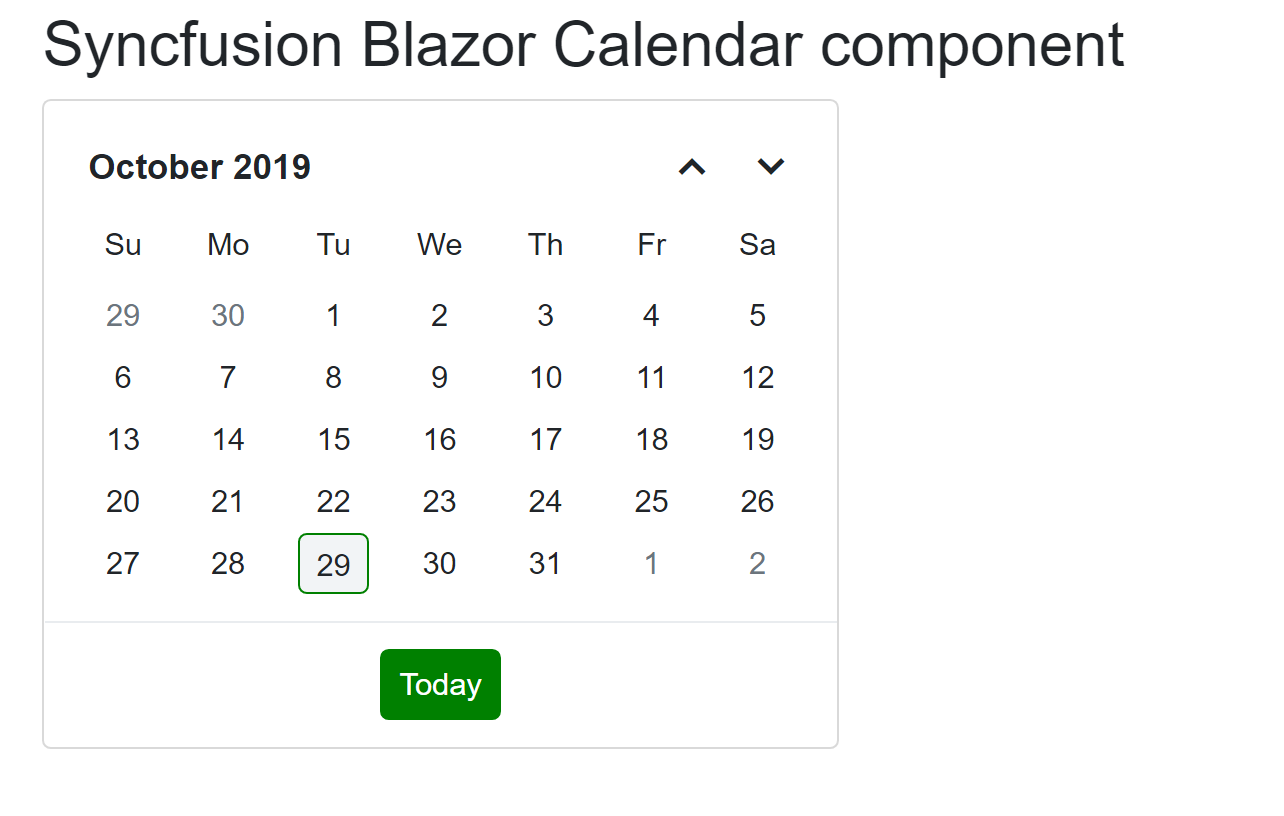 Syncfusion Blazor Calendar component
October 2019
Su Mo Tu We Th Fr Sa
29 30 1 2 3 4 5
6 7 8 9 10 11 12
13 14 15 16 17 18 19
20 21 22 23 24 25 26
27 28 29 30 31 1 2
Today